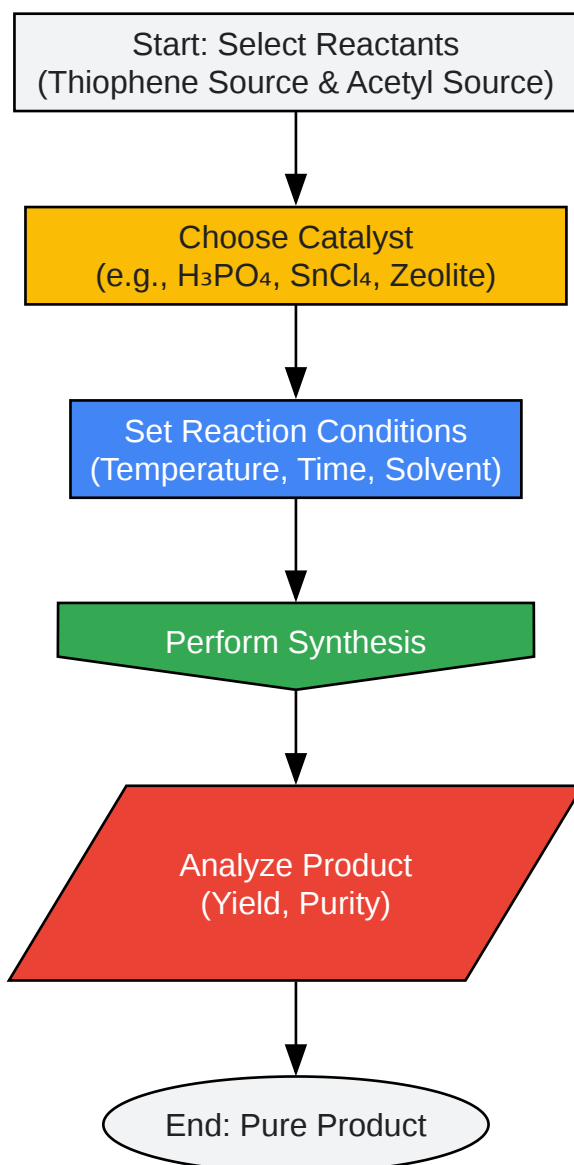 Start: Select Reactants
(Thiophene Source & Acetyl Source)
Choose Catalyst
(e.g., H₃PO₄, SnCl₄, Zeolite)
Set Reaction Conditions
(Temperature, Time, Solvent)
Perform Synthesis
Analyze Product
(Yield, Purity)
End: Pure Product